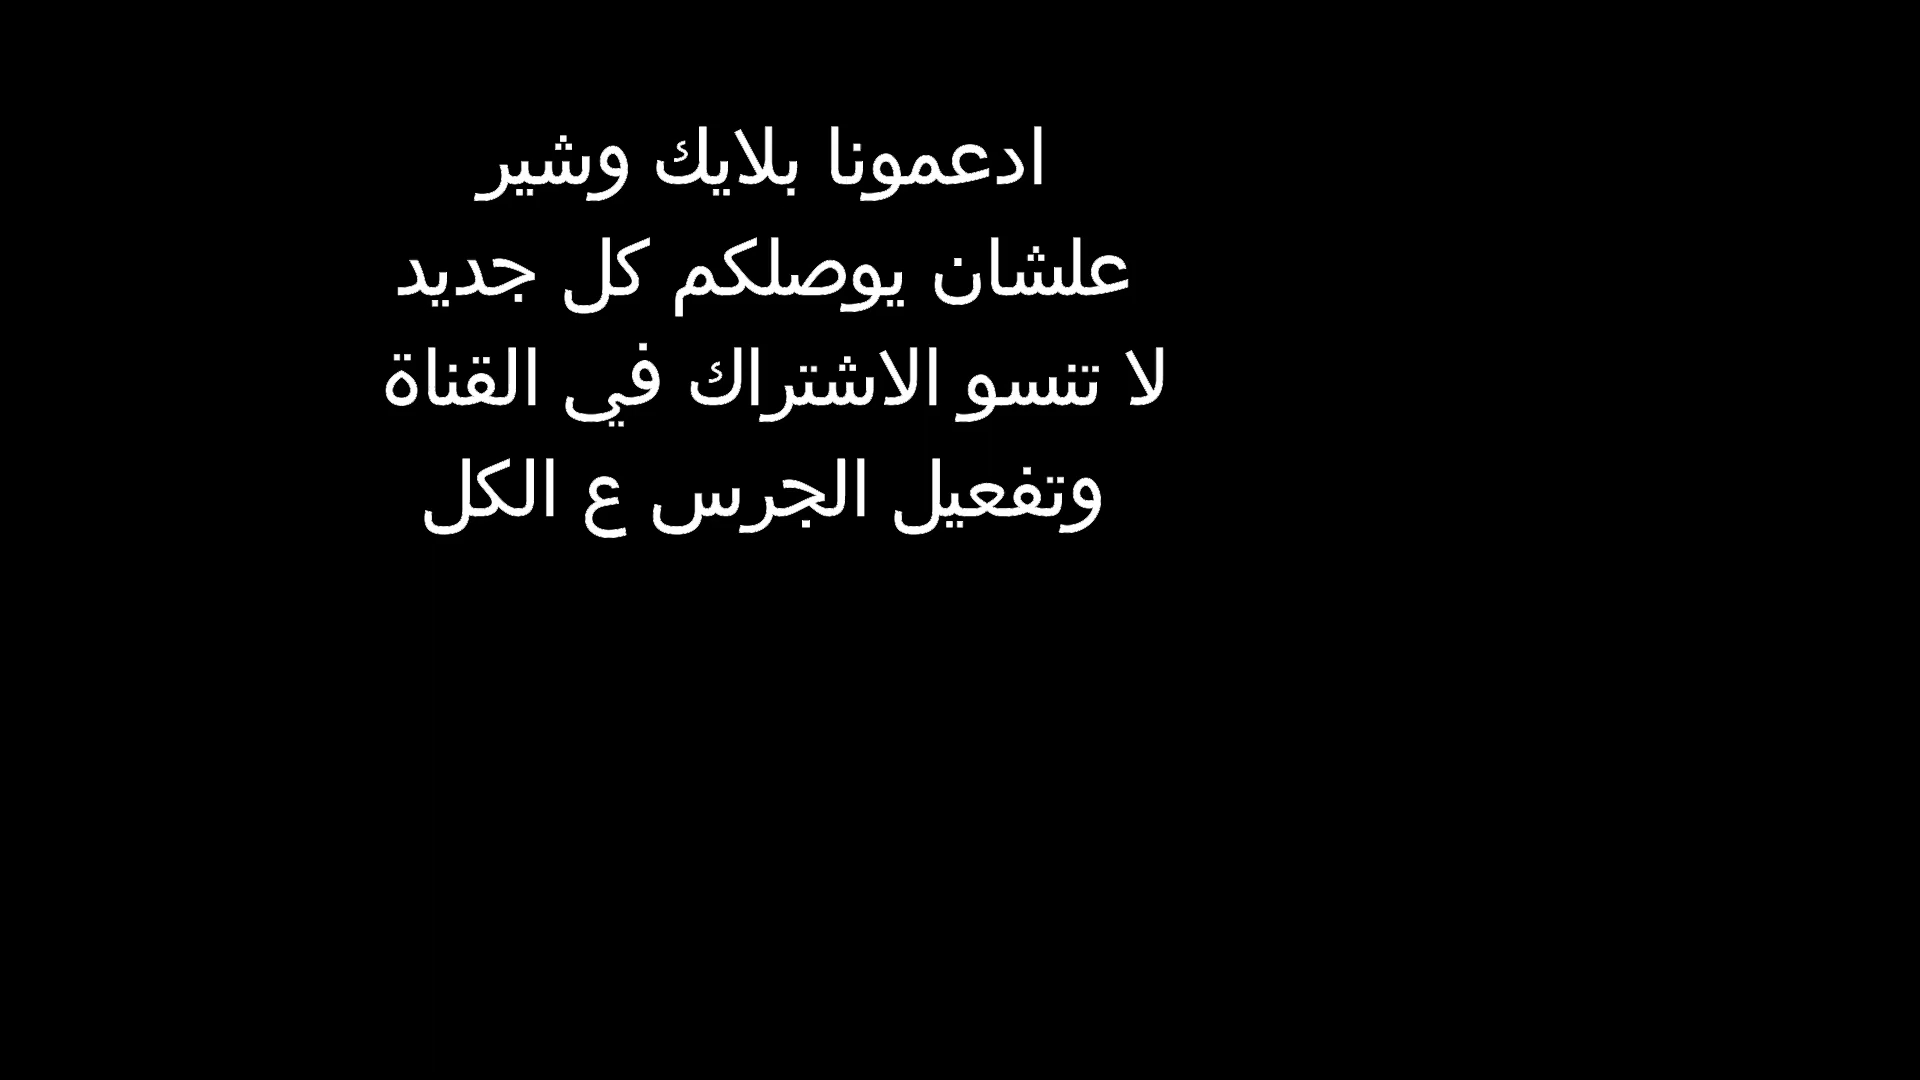 ادعمونا بلايك وشير
علشان يوصلكم كل جديد
لا تنسو الاشتراك في القناة
وتفعيل الجرس ع الكل